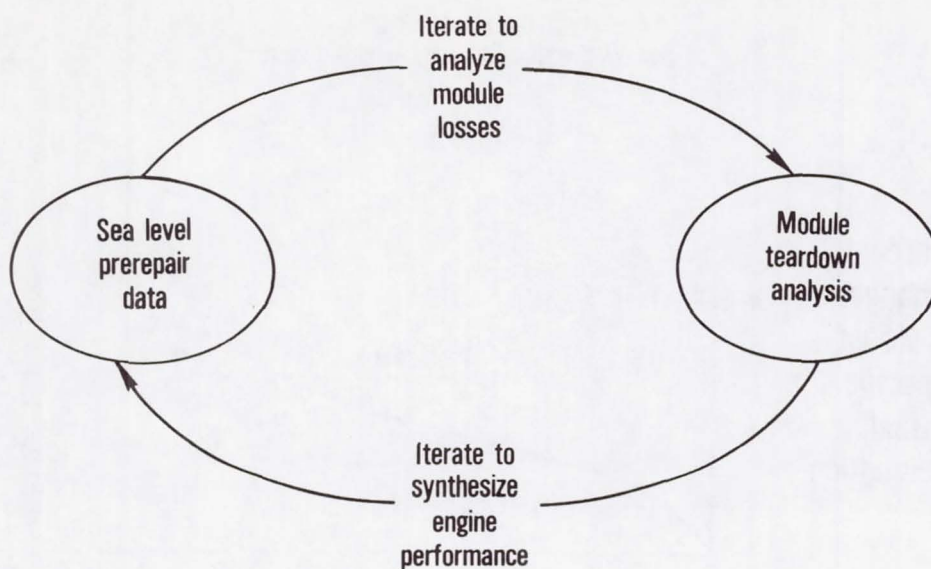 Iterate to
analyze
module
losses
Sea level
prerepair
data
Module
teardown
analysis
Iterate to
synthesize
engine
performance